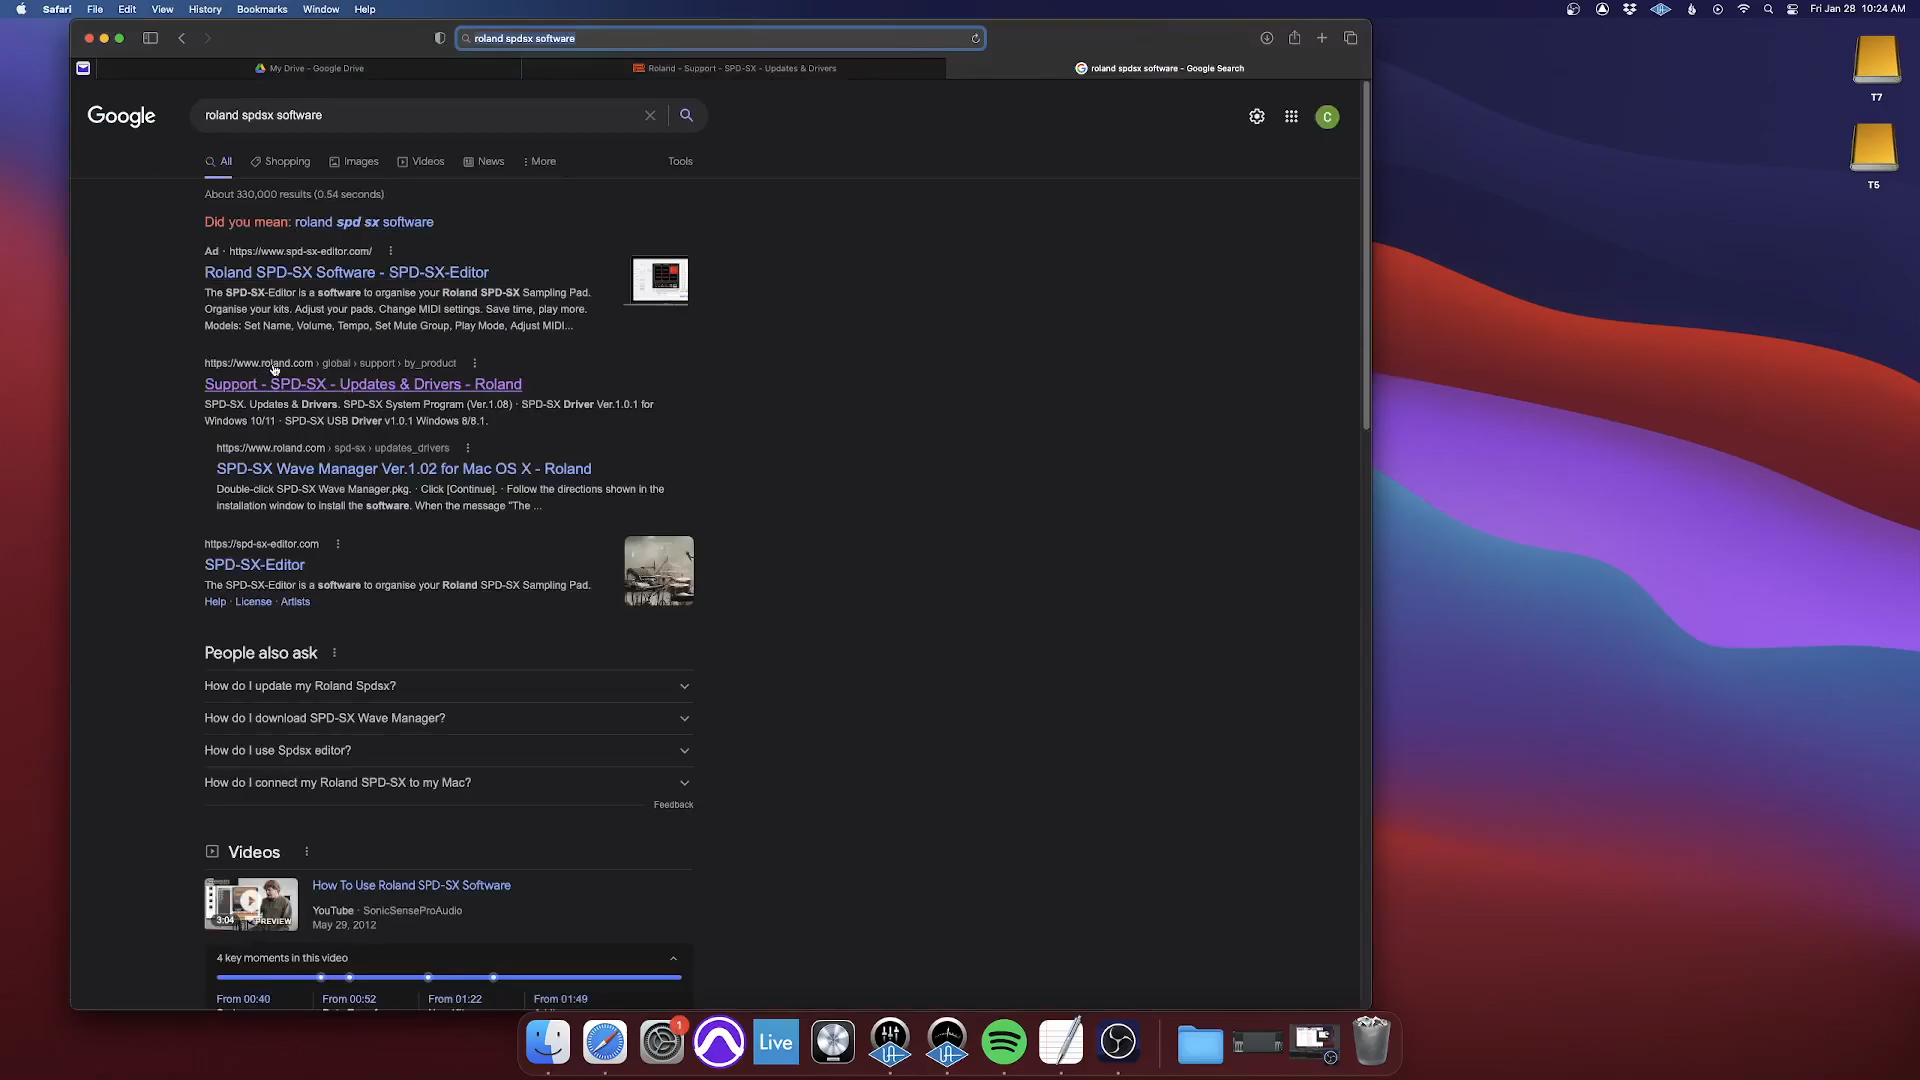 Safari File Edit View History Bookmarks Window Help
Fri Jan 28 10:24 AM
roland spdsx software
My Drive – Google Drive
Roland - Support - SPD-SX - Updates & Drivers
roland spdsx software - Google Search
T7
T5
Google
roland spdsx software
C
All Shopping Images Videos News More Tools
About 330,000 results (0.54 seconds)
Did you mean: roland spd sx software
Ad · https://www.spd-sx-editor.com/
Roland SPD-SX Software - SPD-SX-Editor
The SPD-SX-Editor is a software to organise your Roland SPD-SX Sampling Pad.
Organise your kits. Adjust your pads. Change MIDI settings. Save time, play more.
Models: Set Name, Volume, Tempo, Set Mute Group, Play Mode, Adjust MIDI...
https://www.roland.com › global › support › by_product
Support - SPD-SX - Updates & Drivers - Roland
SPD-SX. Updates & Drivers. SPD-SX System Program (Ver.1.08) · SPD-SX Driver Ver.1.0.1 for
Windows 10/11 · SPD-SX USB Driver v1.0.1 Windows 8/8.1.
https://www.roland.com › spd-sx › updates_drivers
SPD-SX Wave Manager Ver.1.02 for Mac OS X - Roland
Double-click SPD-SX Wave Manager.pkg. · Click [Continue]. · Follow the directions shown in the
installation window to install the software. When the message "The ...
https://spd-sx-editor.com
SPD-SX-Editor
The SPD-SX-Editor is a software to organise your Roland SPD-SX Sampling Pad.
Help · License · Artists
People also ask
How do I update my Roland Spdsx?
How do I download SPD-SX Wave Manager?
How do I use Spdsx editor?
How do I connect my Roland SPD-SX to my Mac?
Feedback
Videos
3:04
PREVIEW
How To Use Roland SPD-SX Software
YouTube · SonicSenseProAudio
May 29, 2012
4 key moments in this video
From 00:40 From 00:52 From 01:22 From 01:49
1
Live